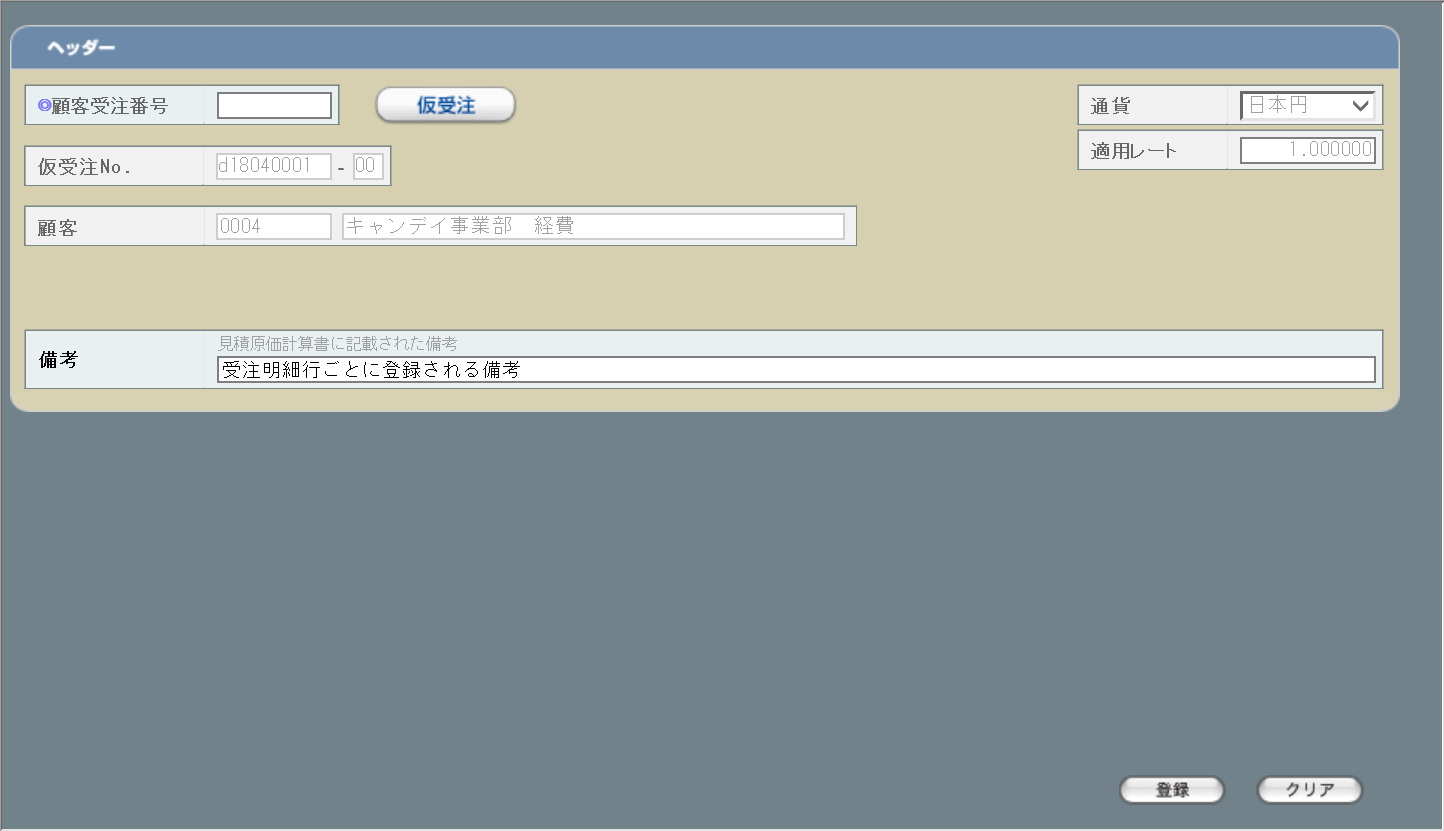 ヘッダー
◎顧客受注番号
仮受注
通貨
日本円
適用レート
1.000000
仮受注No.
d18040001 - 00
顧客
0004
キャンデイ事業部　経費
備考
見積原価計算書に記載された備考
受注明細行ごとに登録される備考
登録
クリア